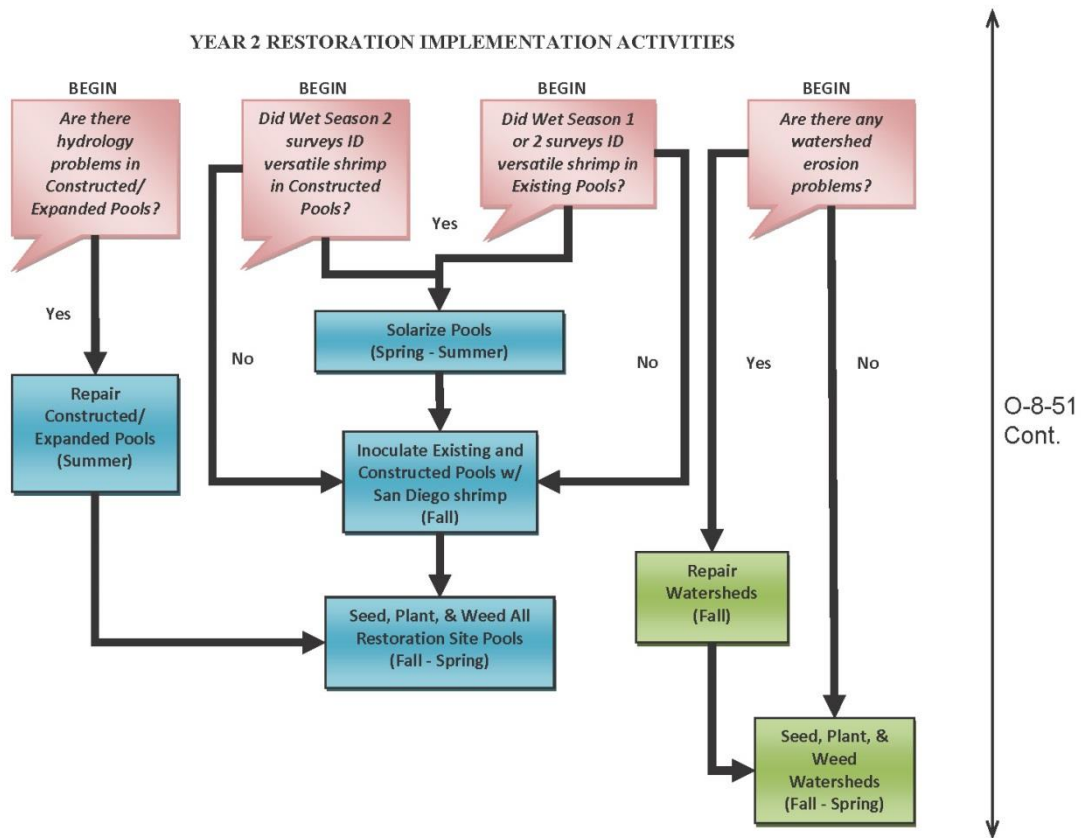 YEAR 2 RESTORATION IMPLEMENTATION ACTIVITIES
BEGIN
Are there
hydrology
problems in
Constructed/
Expanded Pools?
BEGIN
Did Wet Season 2
surveys ID
versatile shrimp
in Constructed
Pools?
BEGIN
Did Wet Season 1
or 2 surveys ID
versatile shrimp in
Existing Pools?
BEGIN
Are there any
watershed
erosion
problems?
Yes
Yes
No
No
Yes
No
Solarize Pools
(Spring - Summer)
Repair
Constructed/
Expanded Pools
(Summer)
Inoculate Existing and
Constructed Pools w/
San Diego shrimp
(Fall)
Repair
Watersheds
(Fall)
Seed, Plant, & Weed All
Restoration Site Pools
(Fall - Spring)
Seed, Plant, &
Weed
Watersheds
(Fall - Spring)
O-8-51
Cont.